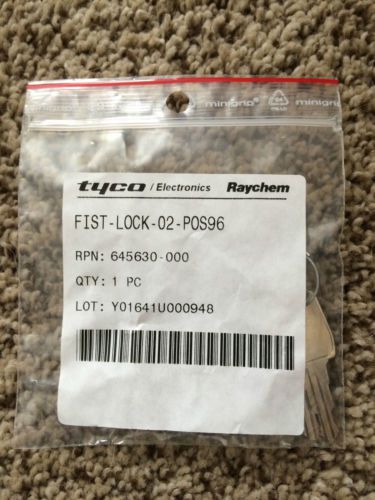 minigrip®
minigrip
tyco / Electronics Raychem
FIST-LOCK-02-POS96
RPN: 645630-000
QTY: 1 PC
LOT: Y01641U000948